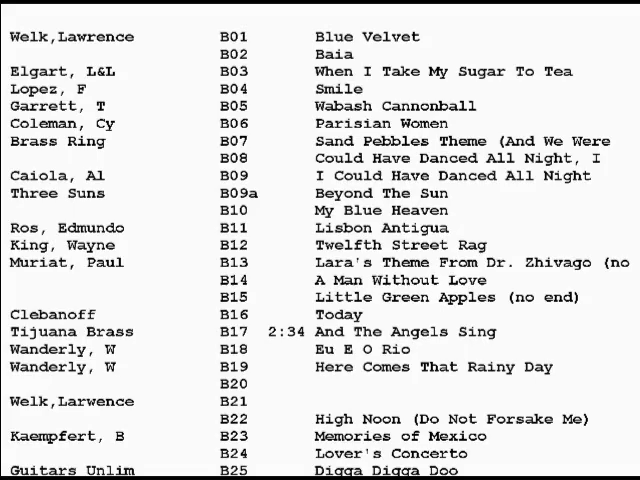 Welk,Lawrence B01 Blue Velvet
B02 Baia
Elgart, L&L B03 When I Take My Sugar To Tea
Lopez, F B04 Smile
Garrett, T B05 Wabash Cannonball
Coleman, Cy B06 Parisian Women
Brass Ring B07 Sand Pebbles Theme (And We Were
B08 Could Have Danced All Night, I
Caiola, Al B09 I Could Have Danced All Night
Three Suns B09a Beyond The Sun
B10 My Blue Heaven
Ros, Edmundo B11 Lisbon Antigua
King, Wayne B12 Twelfth Street Rag
Muriat, Paul B13 Lara's Theme From Dr. Zhivago (no
B14 A Man Without Love
B15 Little Green Apples (no end)
Clebanoff B16 Today
Tijuana Brass B17 2:34 And The Angels Sing
Wanderly, W B18 Eu E O Rio
Wanderly, W B19 Here Comes That Rainy Day
B20
Welk,Larwence B21
B22 High Noon (Do Not Forsake Me)
Kaempfert, B B23 Memories of Mexico
B24 Lover's Concerto
Guitars Unlim B25 Digga Digga Doo